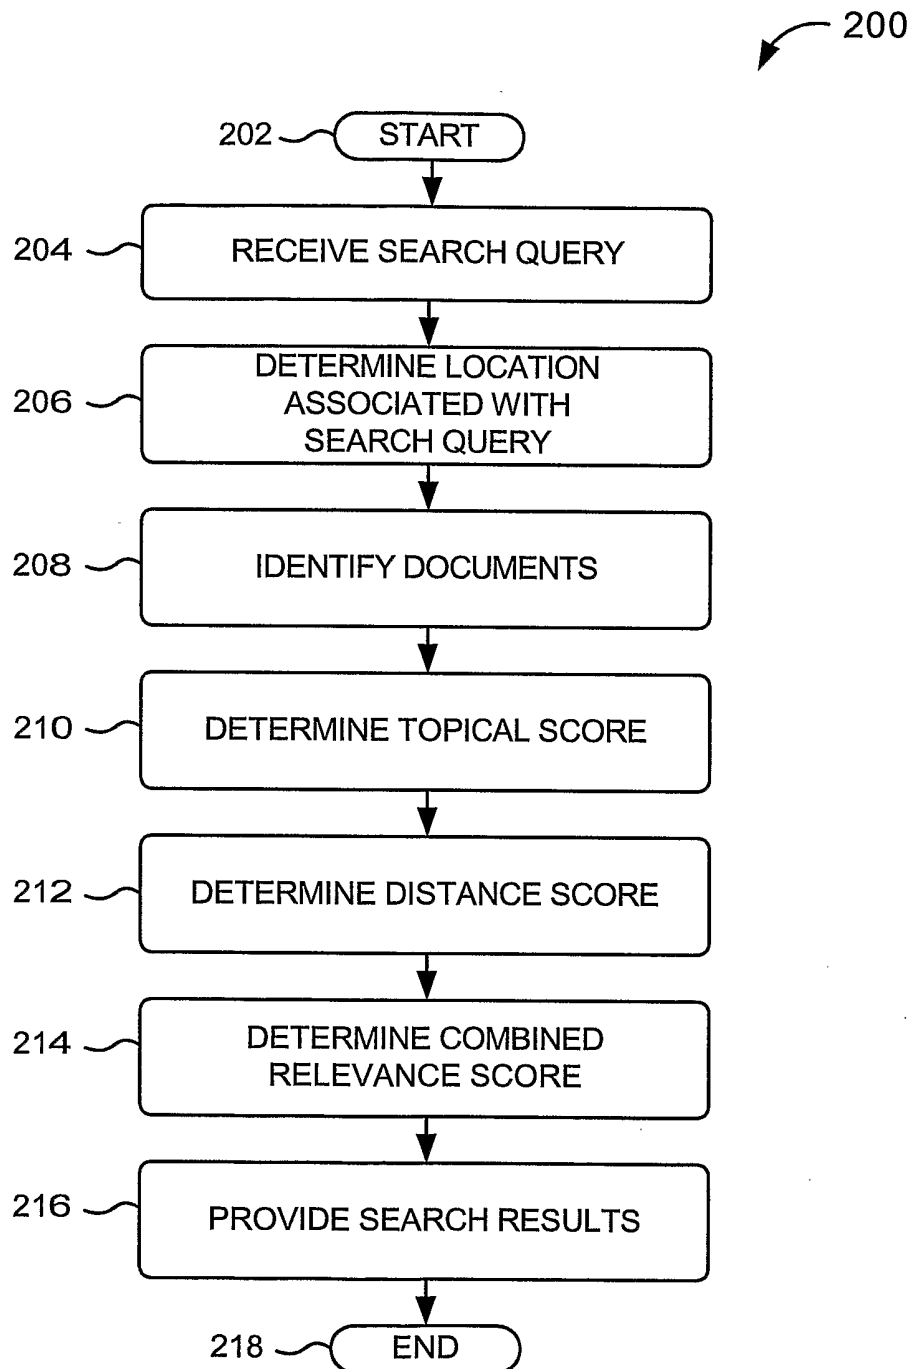 200
202 START
204 RECEIVE SEARCH QUERY
206 DETERMINE LOCATION
ASSOCIATED WITH
SEARCH QUERY
208 IDENTIFY DOCUMENTS
210 DETERMINE TOPICAL SCORE
212 DETERMINE DISTANCE SCORE
214 DETERMINE COMBINED
RELEVANCE SCORE
216 PROVIDE SEARCH RESULTS
218 END